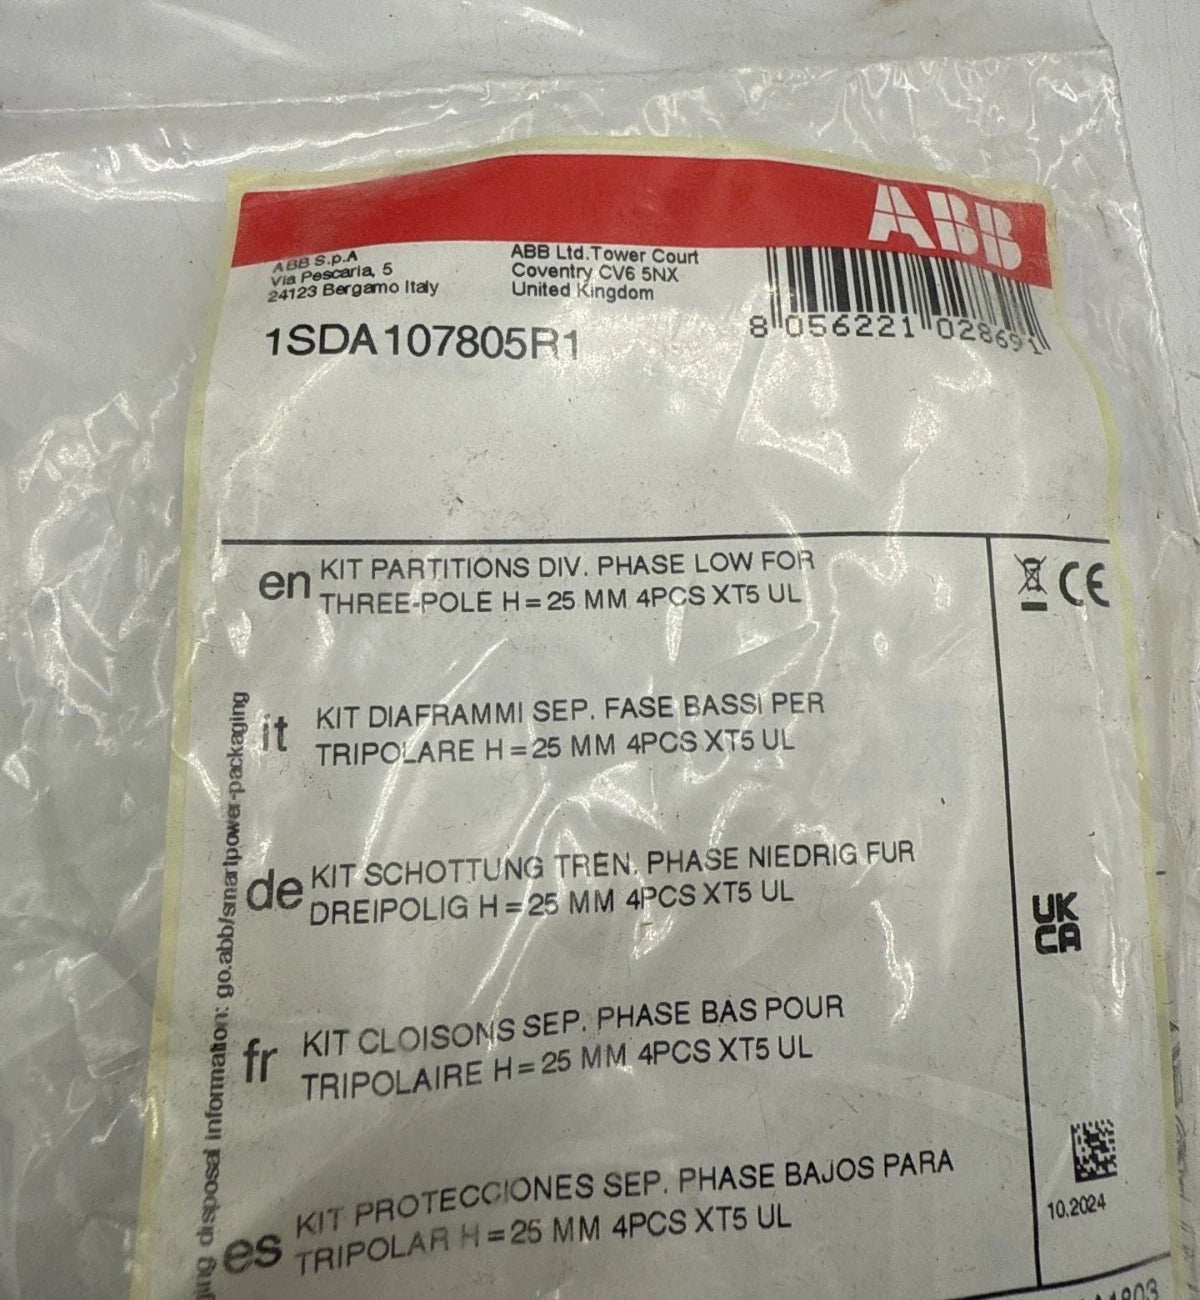 ABB
ABB S.p.A
Via Pescaria, 5
24123 Bergamo Italy
ABB Ltd.Tower Court
Coventry CV6 5NX
United Kingdom
8 056221 028691
1SDA107805R1
en KIT PARTITIONS DIV. PHASE LOW FOR
THREE-POLE H=25 MM 4PCS XT5 UL
CE
it KIT DIAFRAMMI SEP. FASE BASSI PER
TRIPOLARE H=25 MM 4PCS XT5 UL
de KIT SCHOTTUNG TREN. PHASE NIEDRIG FUR
DREIPOLIG H=25 MM 4PCS XT5 UL
UK
CA
fr KIT CLOISONS SEP. PHASE BAS POUR
TRIPOLAIRE H=25 MM 4PCS XT5 UL
es KIT PROTECCIONES SEP. PHASE BAJOS PARA
TRIPOLAR H=25 MM 4PCS XT5 UL
10.2024
disposal information: go.abb/smartpower-packaging